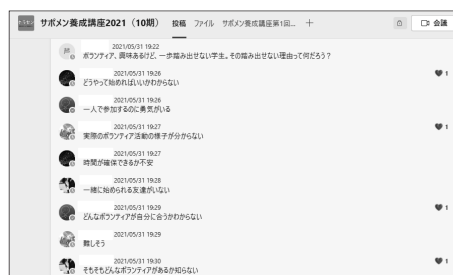 サポメン養成講座2021（10期） 投稿 ファイル サポメン養成講座第1回... ＋ 会議
2021/05/31 19:22
ボランティア、興味あるけど、一歩踏み出せない学生。その踏み出せない理由って何だろう？
2021/05/31 19:26
どうやって始めればいいかわからない
1
2021/05/31 19:26
一人で参加するのに勇気がいる
2021/05/31 19:27
実際のボランティア活動の様子が分からない
1
2021/05/31 19:27
時間が確保できるか不安
2021/05/31 19:28
一緒に始められる友達がいない
2021/05/31 19:29
どんなボランティアが自分に合うかわからない
1
2021/05/31 19:29
難しそう
2021/05/31 19:30
そもそもどんなボランティアがあるか知らない
1